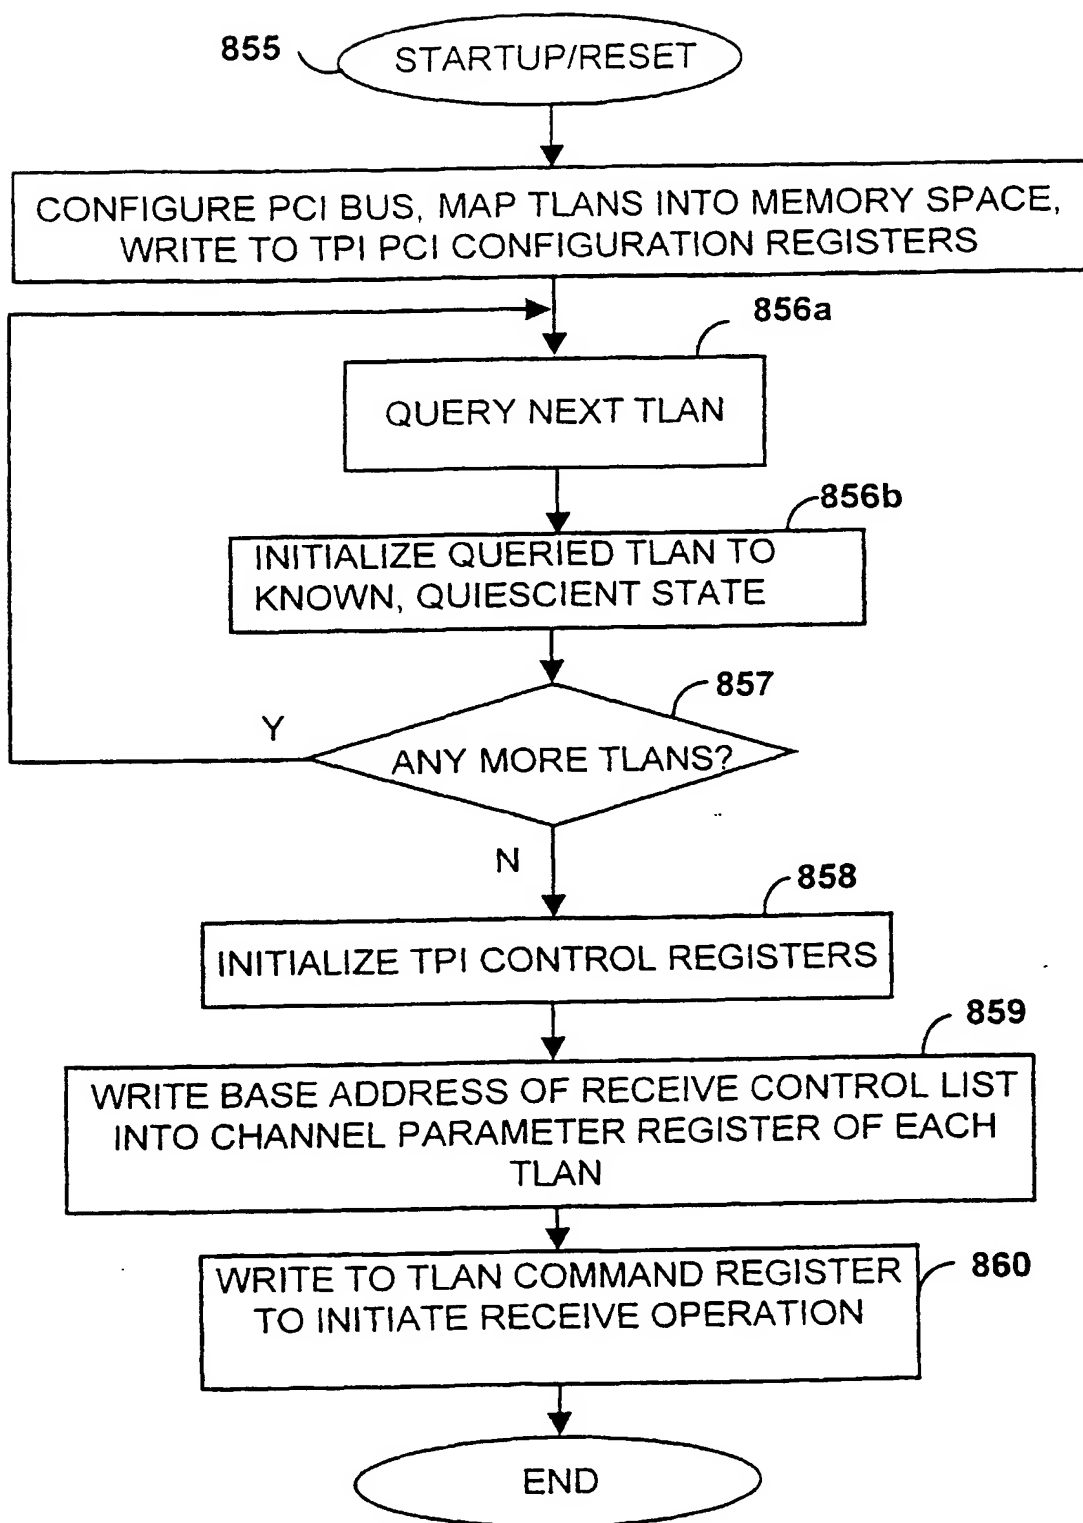 855
STARTUP/RESET
CONFIGURE PCI BUS, MAP TLANS INTO MEMORY SPACE,
WRITE TO TPI PCI CONFIGURATION REGISTERS
856a
QUERY NEXT TLAN
856b
INITIALIZE QUERIED TLAN TO
KNOWN, QUIESCIENT STATE
857
Y
ANY MORE TLANS?
N
858
INITIALIZE TPI CONTROL REGISTERS
859
WRITE BASE ADDRESS OF RECEIVE CONTROL LIST
INTO CHANNEL PARAMETER REGISTER OF EACH
TLAN
WRITE TO TLAN COMMAND REGISTER
860
TO INITIATE RECEIVE OPERATION
END